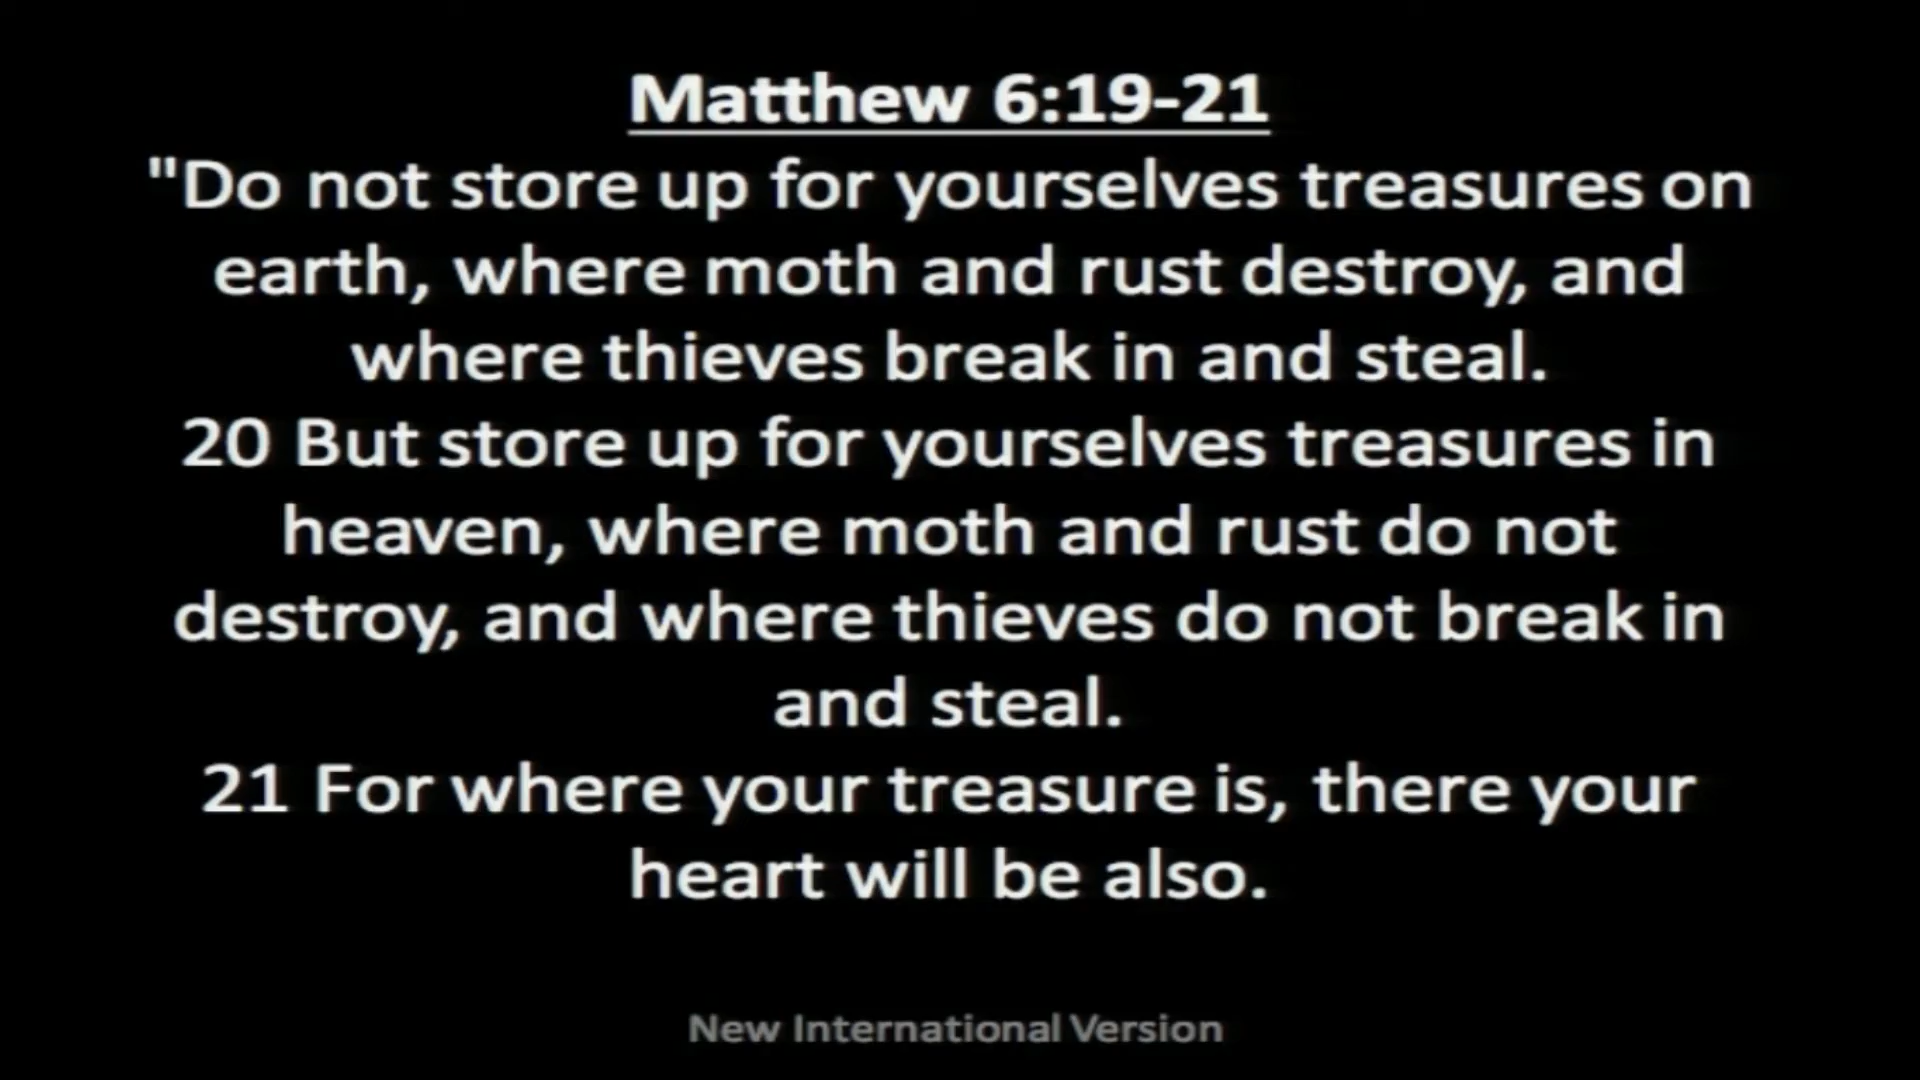 Matthew 6:19-21
"Do not store up for yourselves treasures on
earth, where moth and rust destroy, and
where thieves break in and steal.
20 But store up for yourselves treasures in
heaven, where moth and rust do not
destroy, and where thieves do not break in
and steal.
21 For where your treasure is, there your
heart will be also.
New International Version